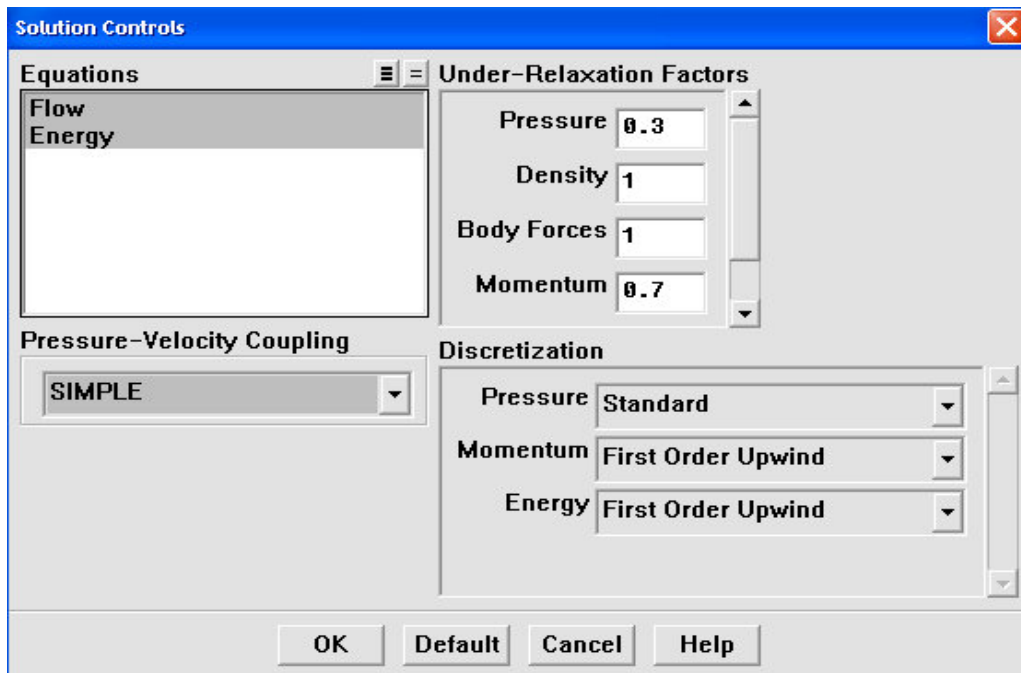 Solution Controls
Equations
Flow
Energy
Pressure-Velocity Coupling
SIMPLE
Under-Relaxation Factors
Pressure 0.3
Density 1
Body Forces 1
Momentum 0.7
Discretization
Pressure Standard
Momentum First Order Upwind
Energy First Order Upwind
OK Default Cancel Help